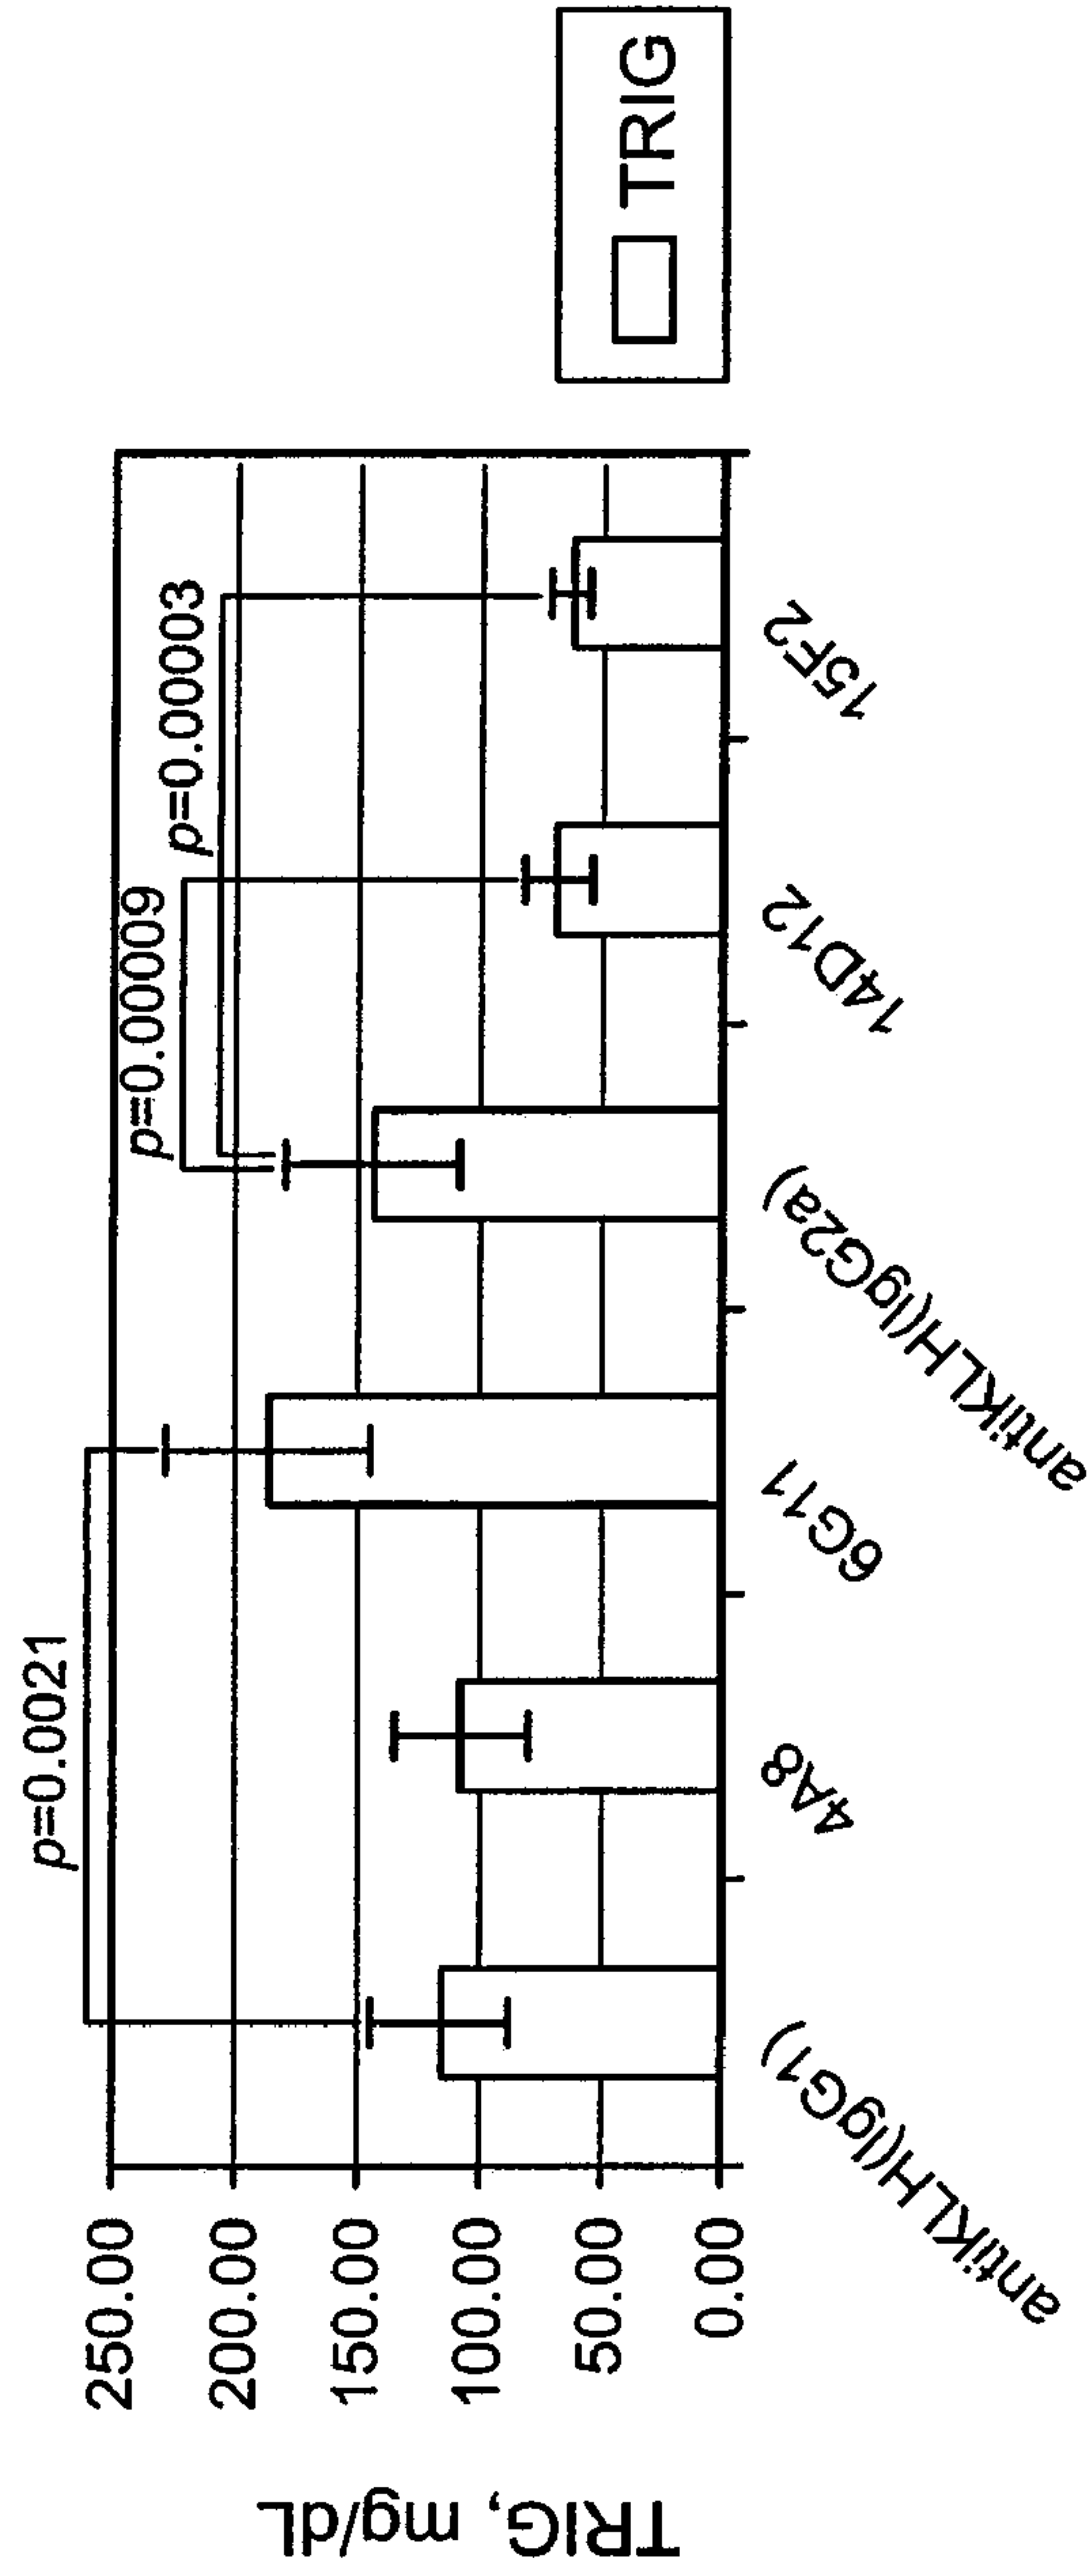 p=0.0021
p=0.00009
p=0.00003
TRIG, mg/dL
250.00
200.00
150.00
100.00
50.00
0.00
antiKLH(IgG1)
4A8
6G11
antiKLH(IgG2a)
14D12
15F2
TRIG